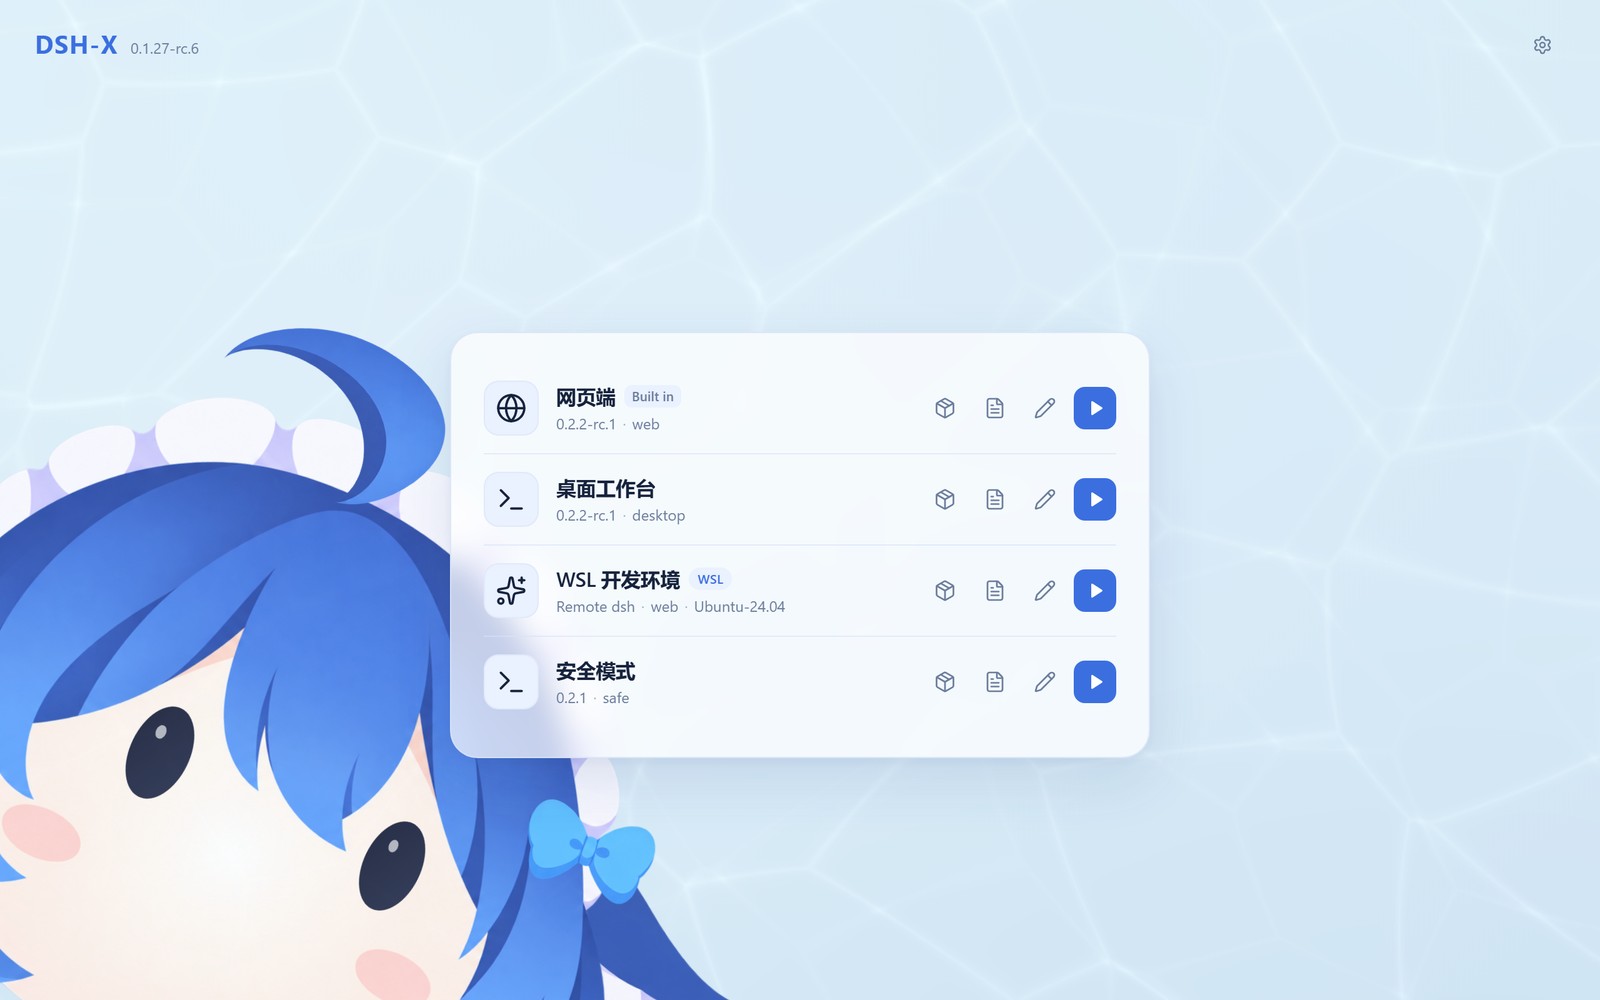 DSH-X 0.1.27-rc.6
网页端 Built in
0.2.2-rc.1 · web
桌面工作台
0.2.2-rc.1 · desktop
WSL 开发环境 WSL
Remote dsh · web · Ubuntu-24.04
安全模式
0.2.1 · safe